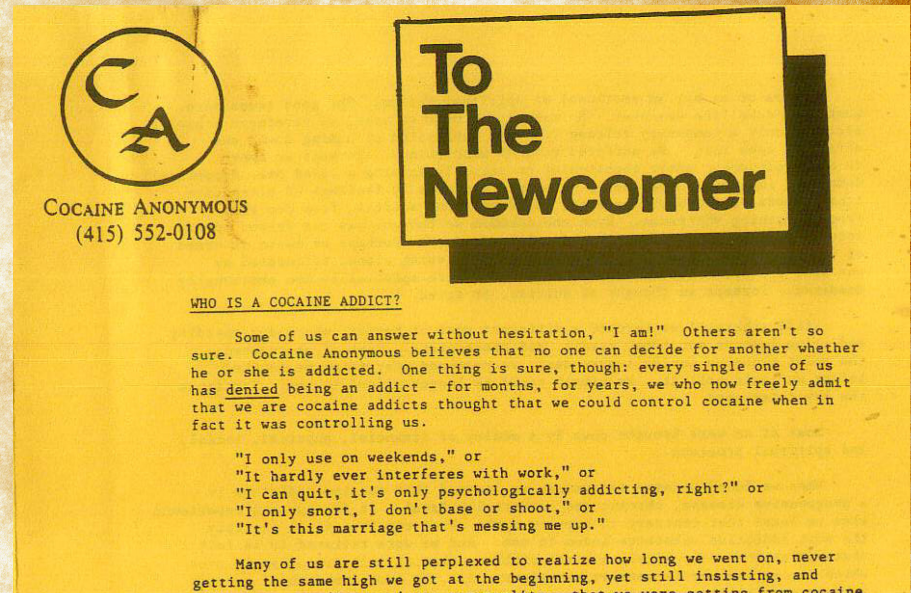 C
A
COCAINE ANONYMOUS
(415) 552-0108
To
The
Newcomer
WHO IS A COCAINE ADDICT?
Some of us can answer without hesitation, "I am!" Others aren't so
sure. Cocaine Anonymous believes that no one can decide for another whether
he or she is addicted. One thing is sure, though: every single one of us
has denied being an addict - for months, for years, we who now freely admit
that we are cocaine addicts thought that we could control cocaine when in
fact it was controlling us.
"I only use on weekends," or
"It hardly ever interferes with work," or
"I can quit, it's only psychologically addicting, right?" or
"I only snort, I don't base or shoot," or
"It's this marriage that's messing me up."
Many of us are still perplexed to realize how long we went on, never
getting the same high we got at the beginning, yet still insisting, and
that we were getting from cocaine